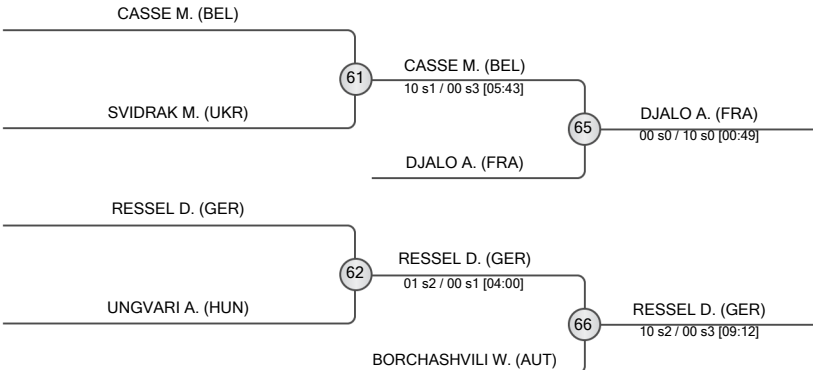 CASSE M. (BEL)
61
CASSE M. (BEL)
10 s1 / 00 s3 [05:43]
SVIDRAK M. (UKR)
65
DJALO A. (FRA)
00 s0 / 10 s0 [00:49]
DJALO A. (FRA)
RESSEL D. (GER)
62
RESSEL D. (GER)
01 s2 / 00 s1 [04:00]
UNGVARI A. (HUN)
66
RESSEL D. (GER)
10 s2 / 00 s3 [09:12]
BORCHASHVILI W. (AUT)